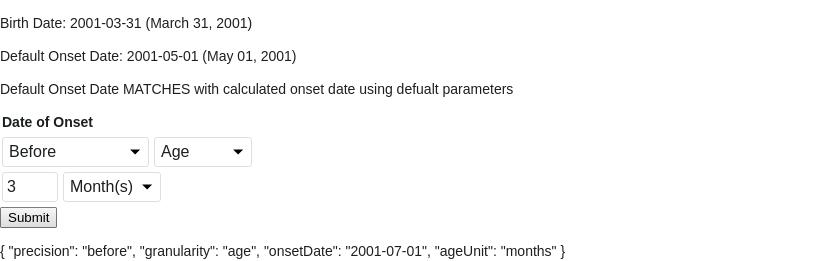 Birth Date: 2001-03-31 (March 31, 2001)
Default Onset Date: 2001-05-01 (May 01, 2001)
Default Onset Date MATCHES with calculated onset date using defualt parameters
Date of Onset
Before Age
3 Month(s)
Submit
{ "precision": "before", "granularity": "age", "onsetDate": "2001-07-01", "ageUnit": "months" }